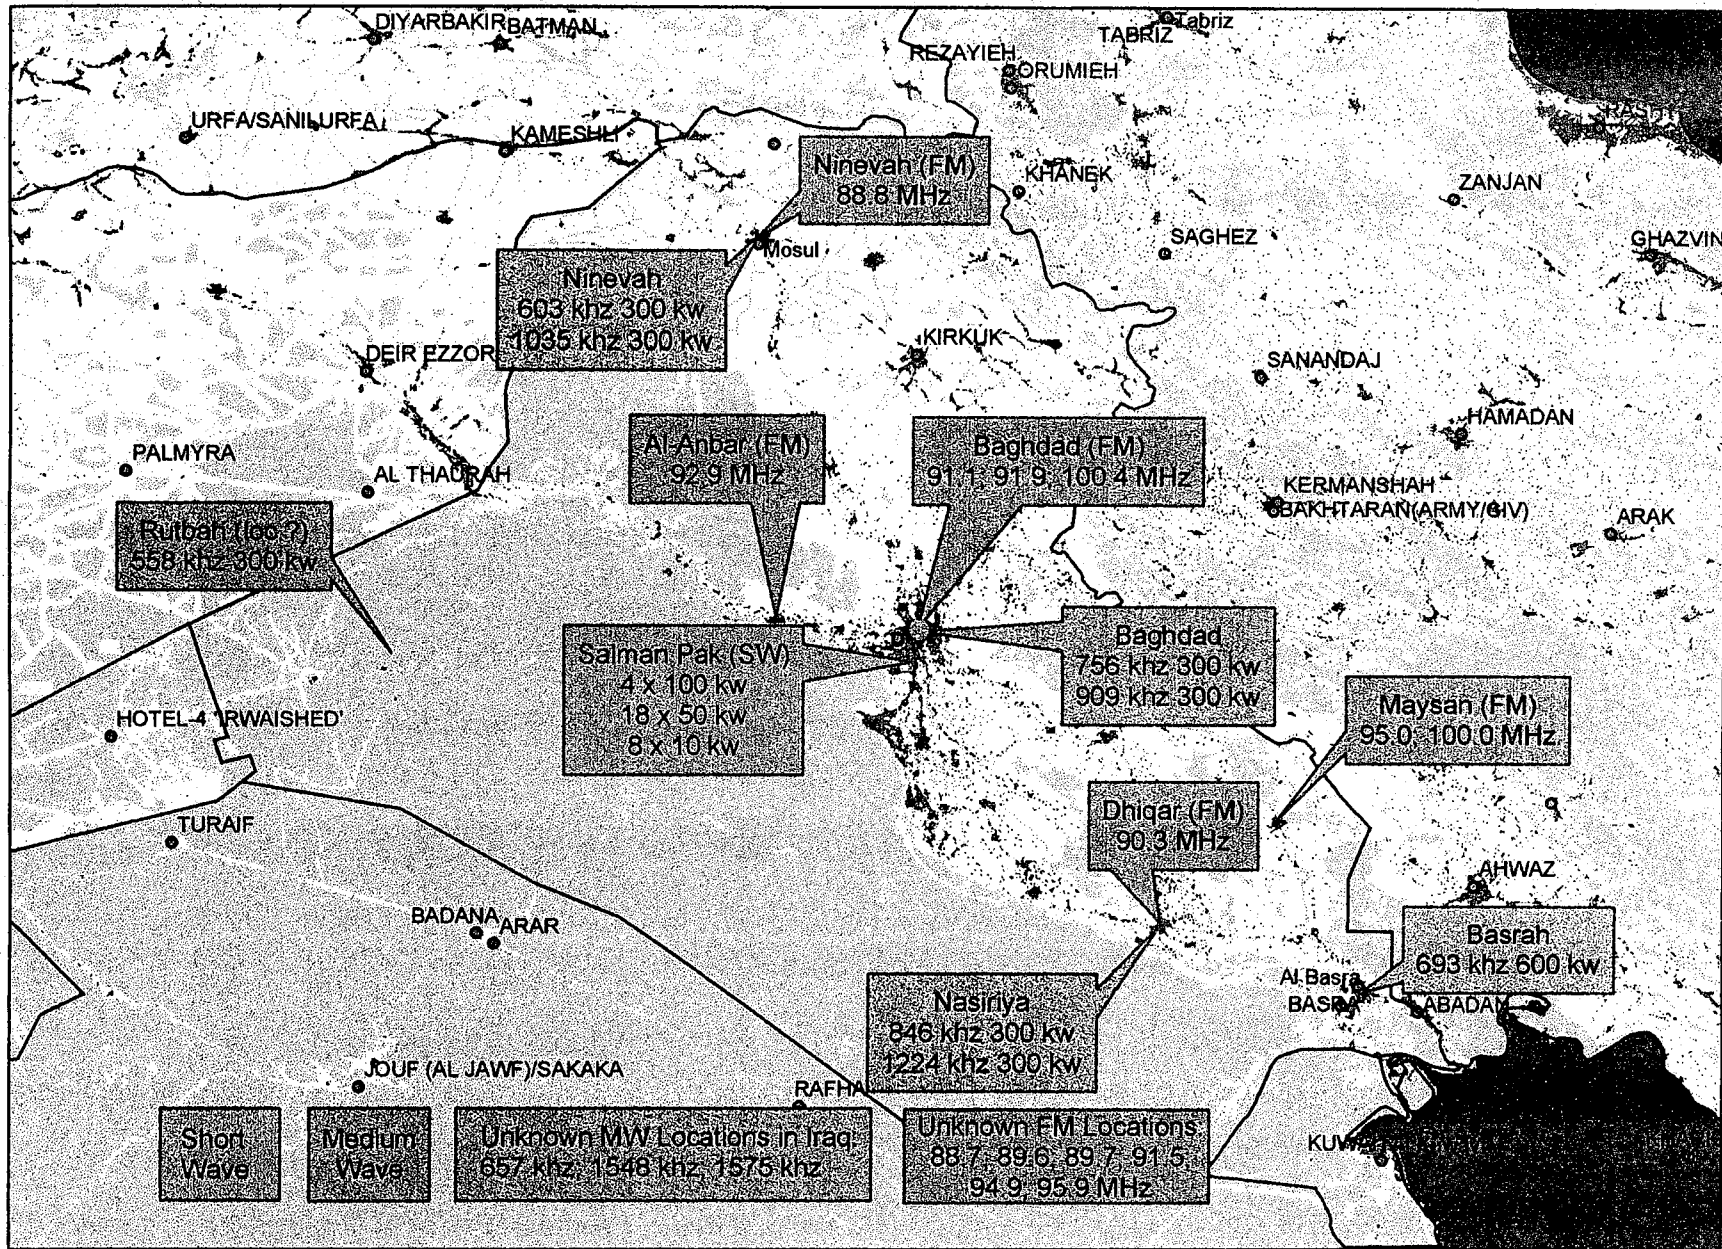 DIYARBAKIR
BATMAN
Tabriz
TABRIZ
REZAYIEH
ORUMIEH
RASHT
URFA/SANILURFA
KAMESHLI
Ninevah (FM)
88.8 MHz
KHANEK
ZANJAN
Mosul
SAGHEZ
GHAZVIN
Ninevah
603 khz 300 kw
1035 khz 300 kw
KIRKUK
DEIR EZZOR
SANANDAJ
HAMADAN
Al-Anbar (FM)
92.9 MHz
Baghdad (FM)
91.1, 91.9, 100.4 MHz
PALMYRA
AL THAURAH
KERMANSHAH
BAKHTARAN(ARMY/CIV)
ARAK
Rutbah (loc ?)
558 khz 300 kw
Salman Pak (SW)
4 x 100 kw
18 x 50 kw
8 x 10 kw
Baghdad
756 khz 300 kw
909 khz 300 kw
HOTEL-4 'RWAISHED'
Maysan (FM)
95.0, 100.0 MHz
TURAIF
Dhiqar (FM)
90.3 MHz
AHWAZ
BADANA
ARAR
Basrah
693 khz 600 kw
Al Basra
BASRA
ABADAN
Nasiriya
846 khz 300 kw
1224 khz 300 kw
JOUF (AL JAWF)/SAKAKA
RAFHA
Short
Wave
Medium
Wave
Unknown MW Locations in Iraq
657 khz, 1548 khz, 1575 khz
Unknown FM Locations
88.7, 89.6, 89.7, 91.5
94.9, 95.9 MHz